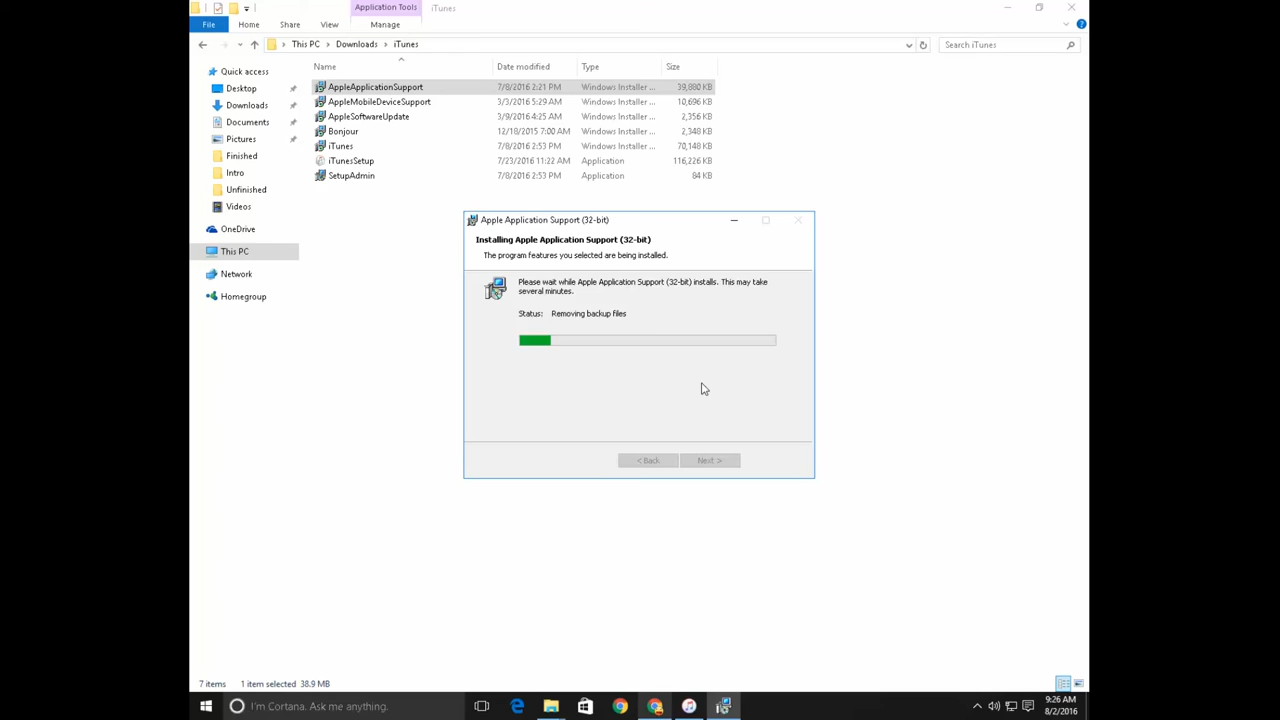 Application Tools
iTunes
File Home Share View Manage
This PC Downloads iTunes
Search iTunes
Name Date modified Type Size
Quick access
Desktop
Downloads
Documents
Pictures
Finished
Intro
Unfinished
Videos
OneDrive
This PC
Network
Homegroup
AppleApplicationSupport 7/8/2016 2:21 PM Windows Installer ... 39,880 KB
AppleMobileDeviceSupport 3/3/2016 5:29 AM Windows Installer ... 10,696 KB
AppleSoftwareUpdate 3/9/2016 4:25 AM Windows Installer ... 2,356 KB
Bonjour 12/18/2015 7:00 AM Windows Installer ... 2,348 KB
iTunes 7/8/2016 2:53 PM Windows Installer ... 70,148 KB
iTunesSetup 7/23/2016 11:22 AM Application 116,226 KB
SetupAdmin 7/8/2016 2:53 PM Application 84 KB
Apple Application Support (32-bit)
Installing Apple Application Support (32-bit)
The program features you selected are being installed.
Please wait while Apple Application Support (32-bit) installs. This may take
several minutes.
Status: Removing backup files
< Back Next >
7 items 1 item selected 38.9 MB
I'm Cortana. Ask me anything.
9:26 AM
8/2/2016